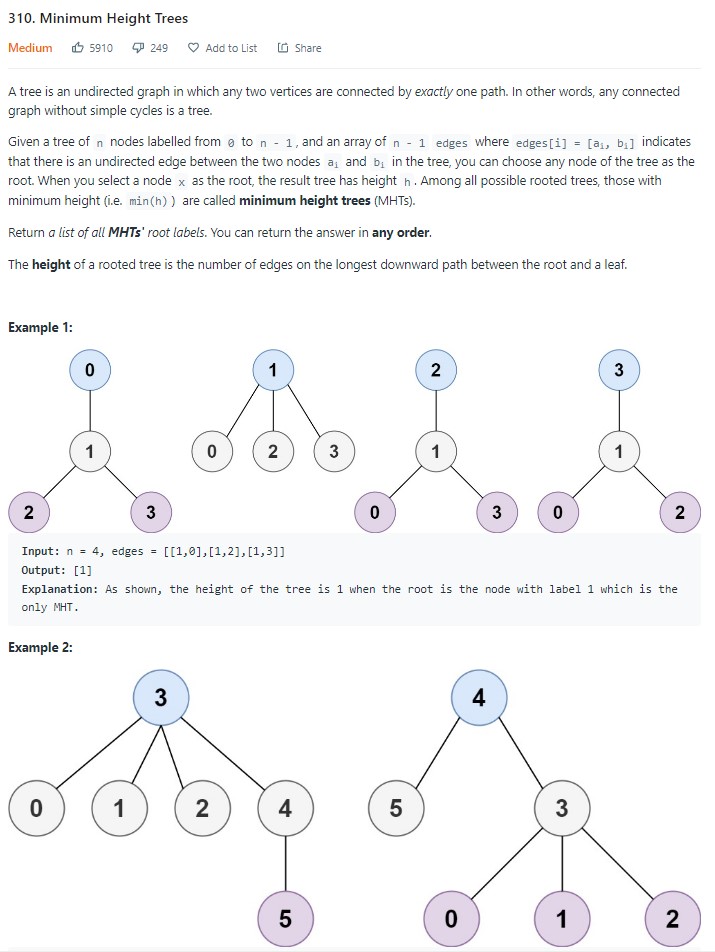 310. Minimum Height Trees
Medium 5910 249 Add to List Share
A tree is an undirected graph in which any two vertices are connected by exactly one path. In other words, any connected
graph without simple cycles is a tree.
Given a tree of n nodes labelled from 0 to n - 1, and an array of n - 1 edges where edges[i] = [aᵢ, bᵢ] indicates
that there is an undirected edge between the two nodes aᵢ and bᵢ in the tree, you can choose any node of the tree as the
root. When you select a node x as the root, the result tree has height h. Among all possible rooted trees, those with
minimum height (i.e. min(h)) are called minimum height trees (MHTs).
Return a list of all MHTs' root labels. You can return the answer in any order.
The height of a rooted tree is the number of edges on the longest downward path between the root and a leaf.
Example 1:
0 1 2 3
1 0 2 3 1 1
2 3 0 3 0 2
Input: n = 4, edges = [[1,0],[1,2],[1,3]]
Output: [1]
Explanation: As shown, the height of the tree is 1 when the root is the node with label 1 which is the
only MHT.
Example 2:
3 4
0 1 2 4 5 3
5 0 1 2